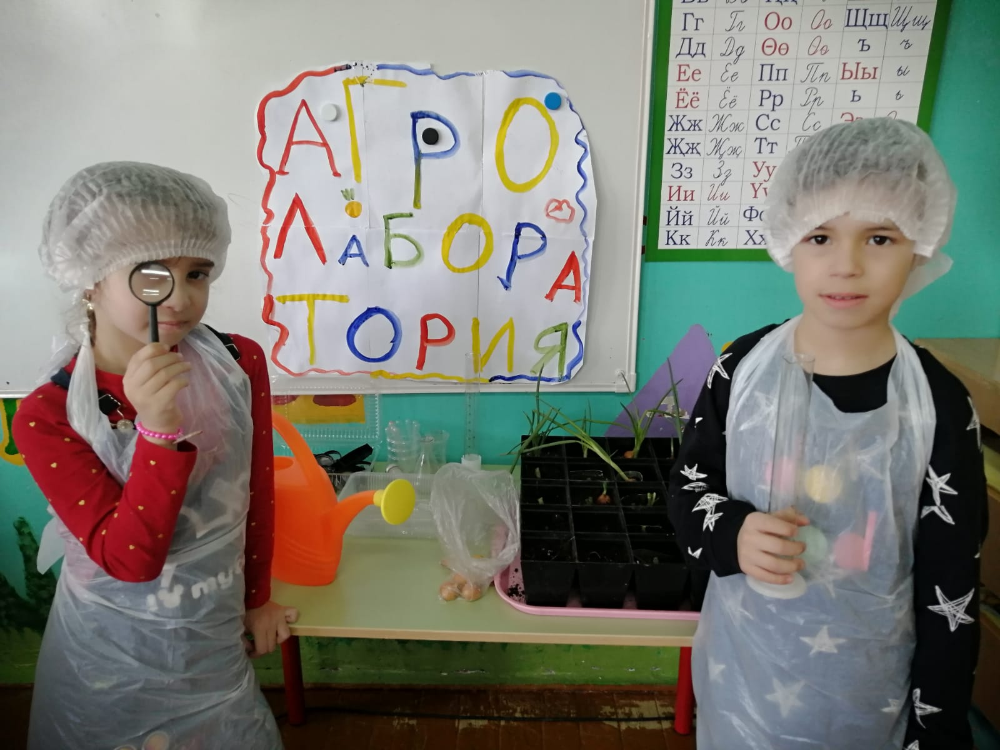 АГРО
ЛАБОРА
ТОРИЯ
Гг Гг Оо Оо Щщ Щщ
Дд Дд Өө Өө Ъ ъ
Ее Ее Пп Пп Ыы ы
Ёё Ёё Рр Рр Ь ь
Жж Жж Сс Сс
Җҗ Җҗ Тт
Зз Зз Уу
Ии Ии
Йй Йй
Кк Кк Хх
my